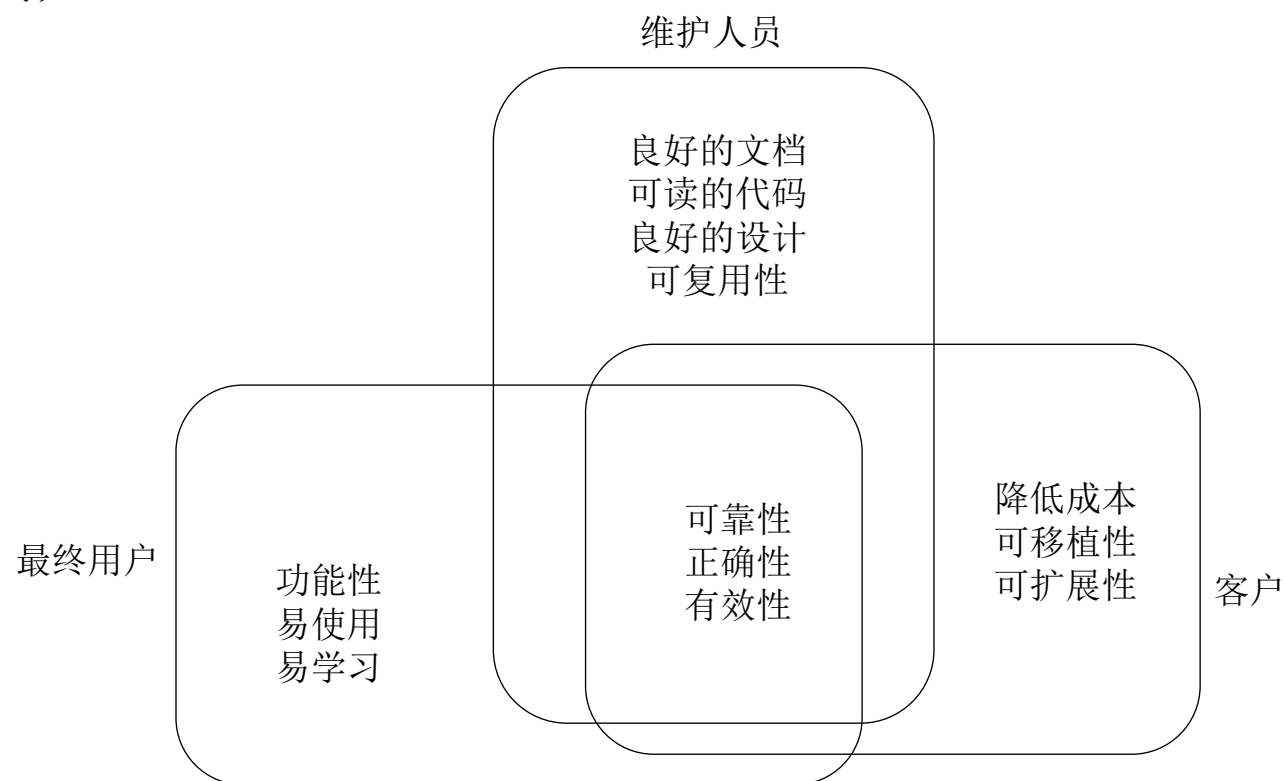 维护人员
良好的文档
可读的代码
良好的设计
可复用性
最终用户
功能性
易使用
易学习
可靠性
正确性
有效性
降低成本
可移植性
可扩展性
客户